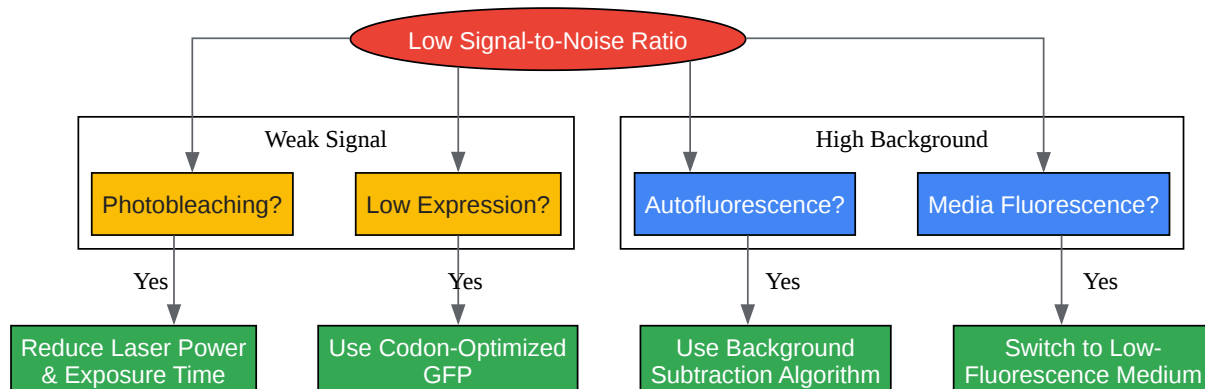 Low Signal-to-Noise Ratio
Weak Signal
High Background
Photobleaching?
Low Expression?
Autofluorescence?
Media Fluorescence?
Yes
Yes
Yes
Yes
Reduce Laser Power
& Exposure Time
Use Codon-Optimized
GFP
Use Background
Subtraction Algorithm
Switch to Low-
Fluorescence Medium